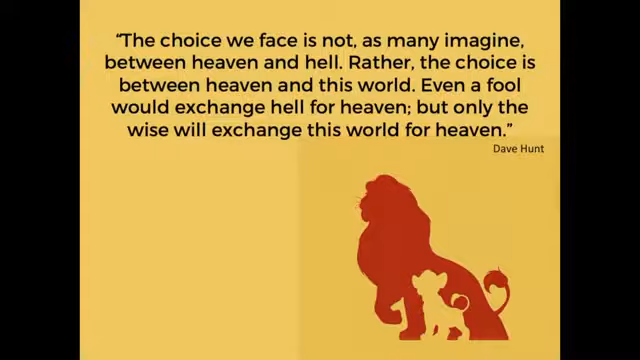 “The choice we face is not, as many imagine,
between heaven and hell. Rather, the choice is
between heaven and this world. Even a fool
would exchange hell for heaven; but only the
wise will exchange this world for heaven.”
Dave Hunt